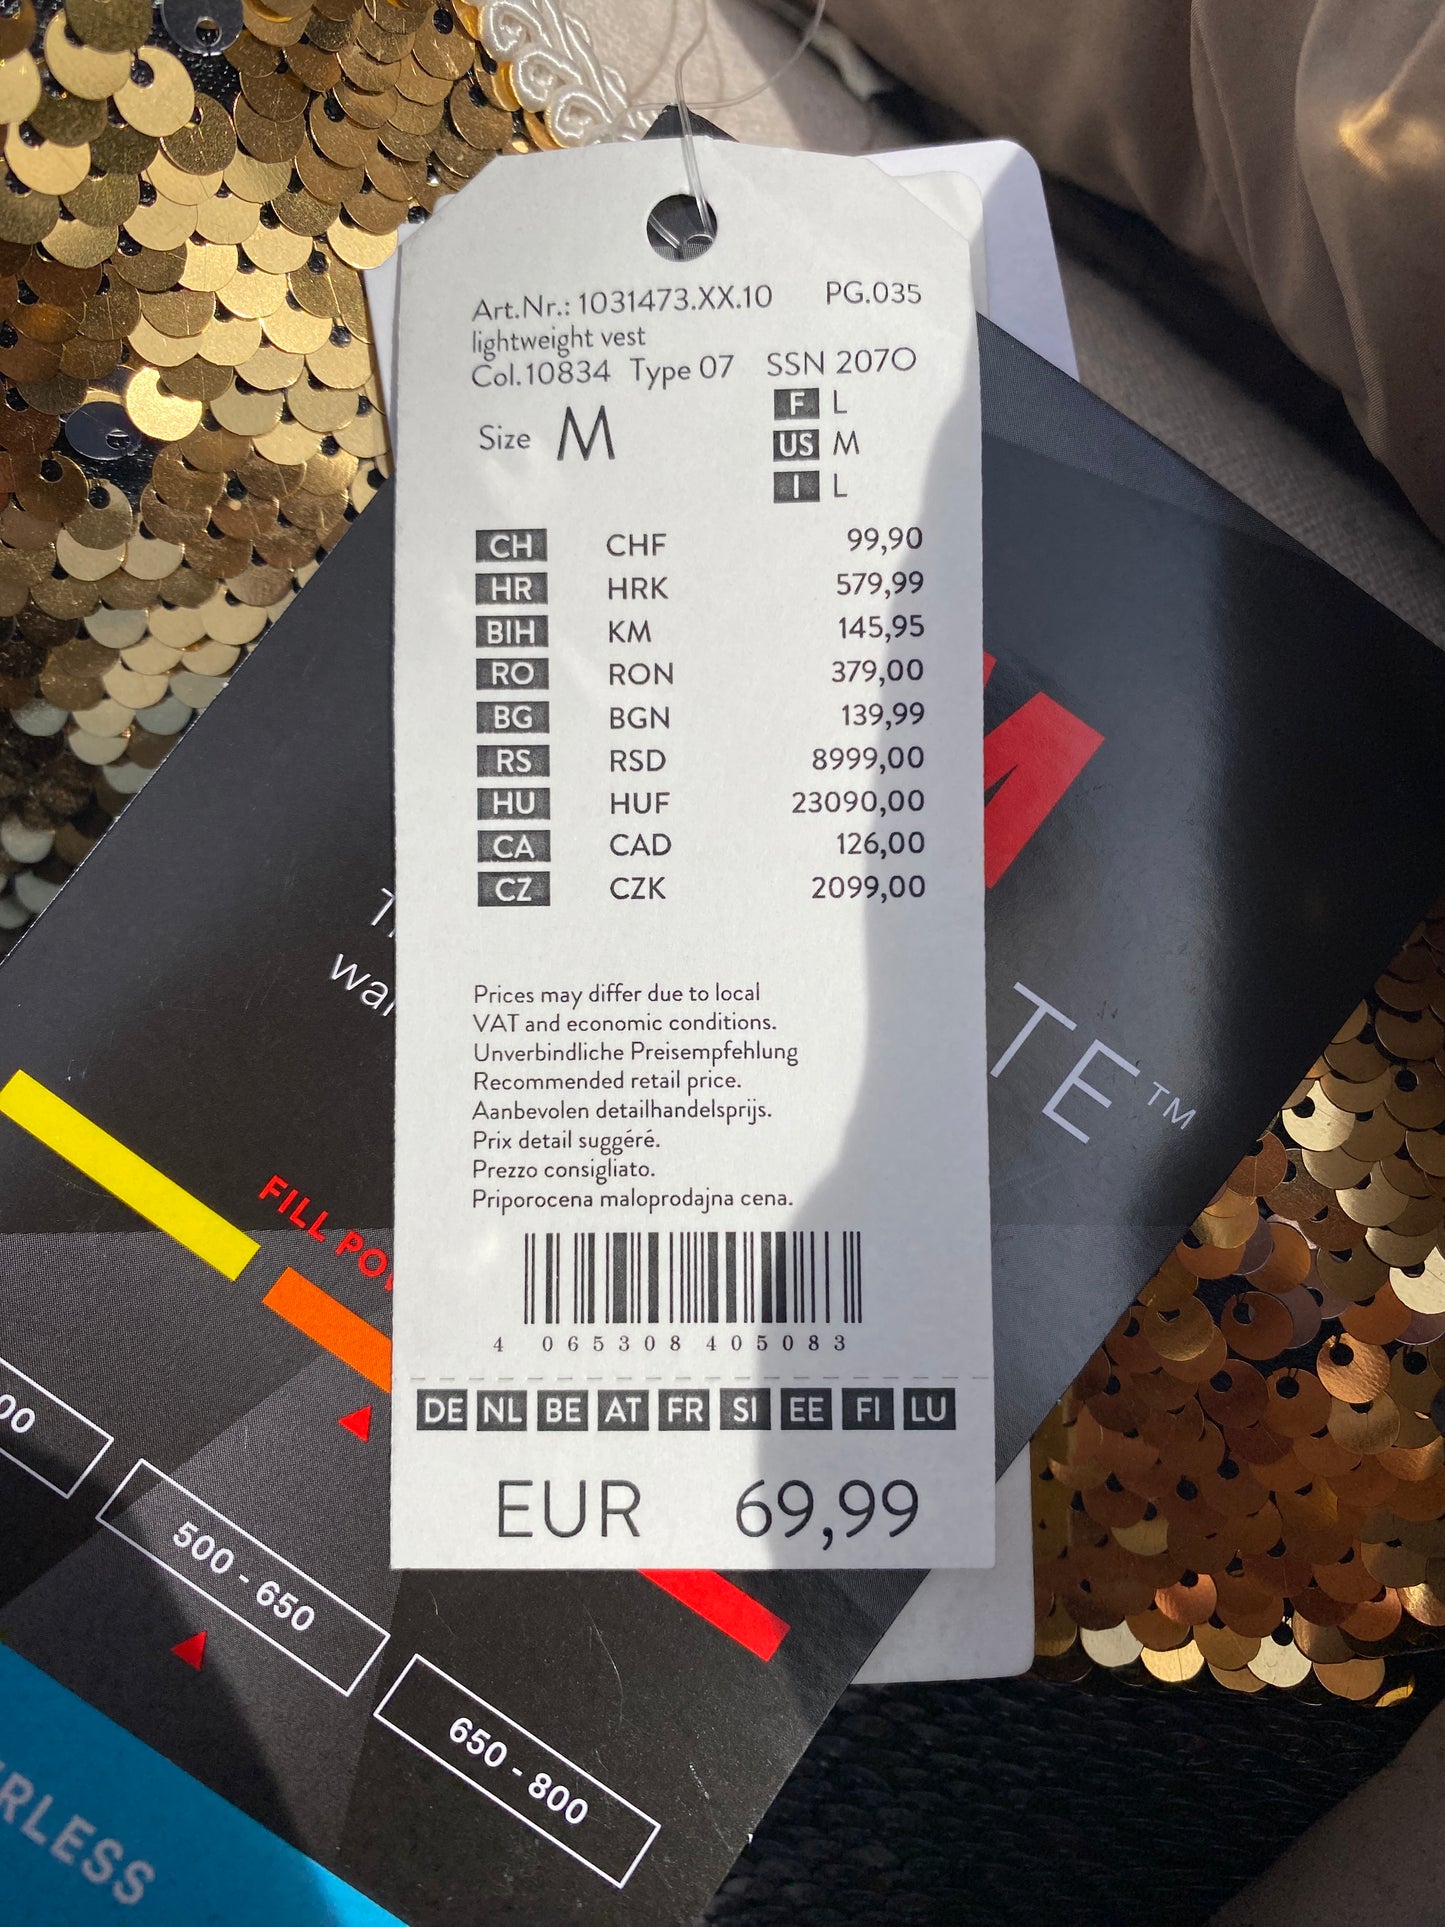 Art.Nr.: 1031473.XX.10 PG.035
lightweight vest
Col.10834 Type 07 SSN 207O
Size M
F L
US M
I L
CH CHF 99,90
HR HRK 579,99
BIH KM 145,95
RO RON 379,00
BG BGN 139,99
RS RSD 8999,00
HU HUF 23090,00
CA CAD 126,00
CZ CZK 2099,00
Prices may differ due to local
VAT and economic conditions.
Unverbindliche Preisempfehlung
Recommended retail price.
Aanbevolen detailhandelsprijs.
Prix detail suggéré.
Prezzo consigliato.
Priporocena maloprodajna cena.
4 065308 405083
DE NL BE AT FR SI EE FI LU
EUR 69,99
TE™
FILL
500 - 650
650 - 800